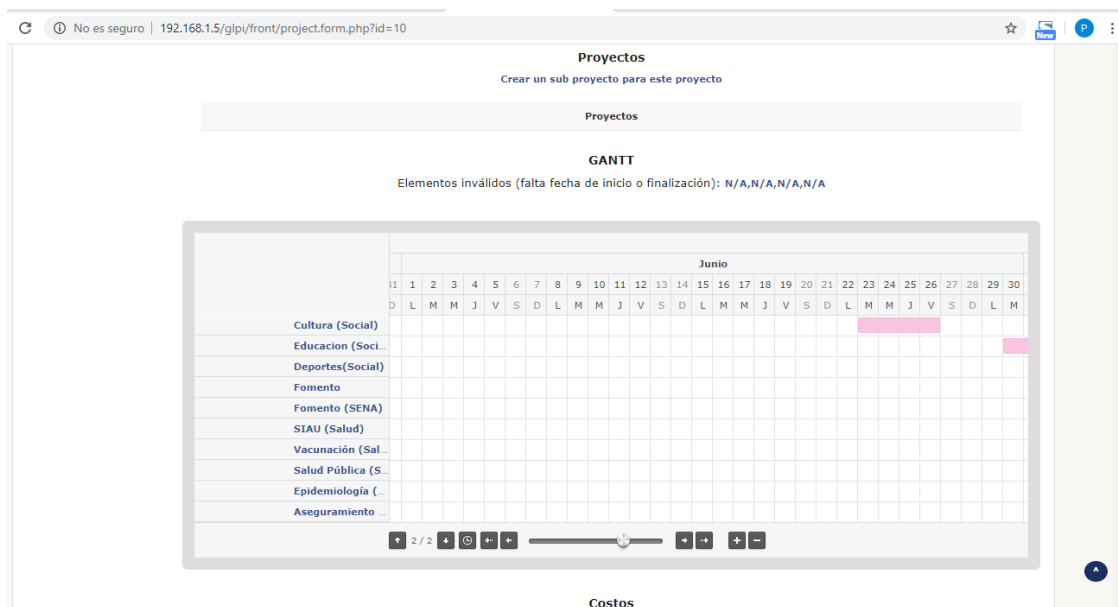 No es seguro | 192.168.1.5/glpi/front/project.form.php?id=10
New
P
Proyectos
Crear un sub proyecto para este proyecto
Proyectos
GANTT
Elementos inválidos (falta fecha de inicio o finalización): N/A,N/A,N/A,N/A
Junio
31 1 2 3 4 5 6 7 8 9 10 11 12 13 14 15 16 17 18 19 20 21 22 23 24 25 26 27 28 29 30
D L M M J V S D L M M J V S D L M M J V S D L M M J V S D L M
Cultura (Social)
Educacion (Soci...
Deportes(Social)
Fomento
Fomento (SENA)
SIAU (Salud)
Vacunación (Sal...
Salud Pública (S...
Epidemiología (...
Aseguramiento ...
2 / 2
Costos